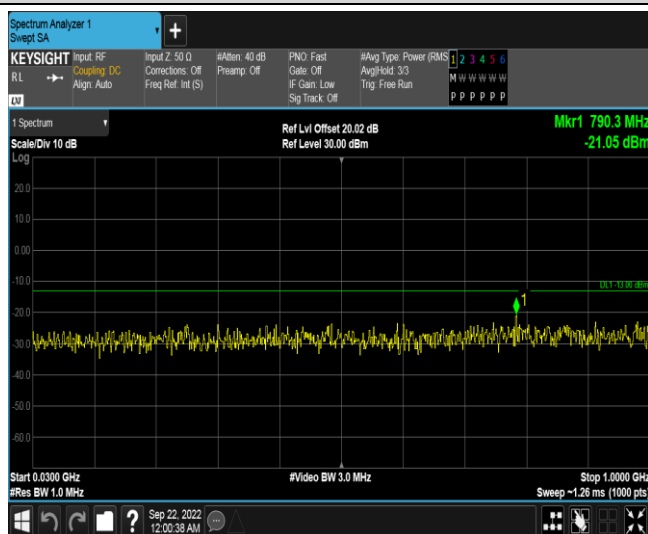 Spectrum Analyzer 1
Swept SA
+
KEYSIGHT
RL
LXI
Input: RF
Coupling: DC
Align: Auto
Input Z: 50 Ω
Corrections: Off
Freq Ref: Int (S)
#Atten: 40 dB
Preamp: Off
PNO: Fast
Gate: Off
IF Gain: Low
Sig Track: Off
#Avg Type: Power (RMS
Avg|Hold: 3/3
Trig: Free Run
1 2 3 4 5 6
M W W W W W
P P P P P P
1 Spectrum
Scale/Div 10 dB
Log
Ref Lvl Offset 20.02 dB
Ref Level 30.00 dBm
Mkr1 790.3 MHz
-21.05 dBm
20.0
10.0
0.00
-10.0
-20.0
-30.0
-40.0
-50.0
-60.0
DL1 -13.00 dBm
1
Start 0.0300 GHz
#Res BW 1.0 MHz
#Video BW 3.0 MHz
Stop 1.0000 GHz
Sweep ~1.26 ms (1000 pts)
?
Sep 22, 2022
12:00:38 AM